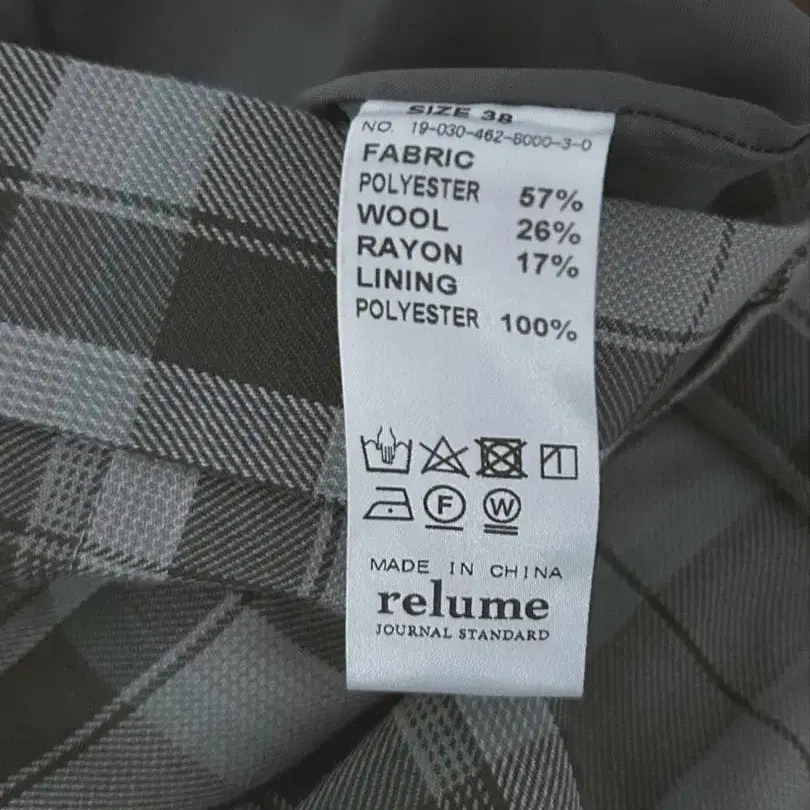 SIZE 38
NO. 19-030-462-8000-3-0
FABRIC
POLYESTER 57%
WOOL 26%
RAYON 17%
LINING
POLYESTER 100%
F W
MADE IN CHINA
relume
JOURNAL STANDARD